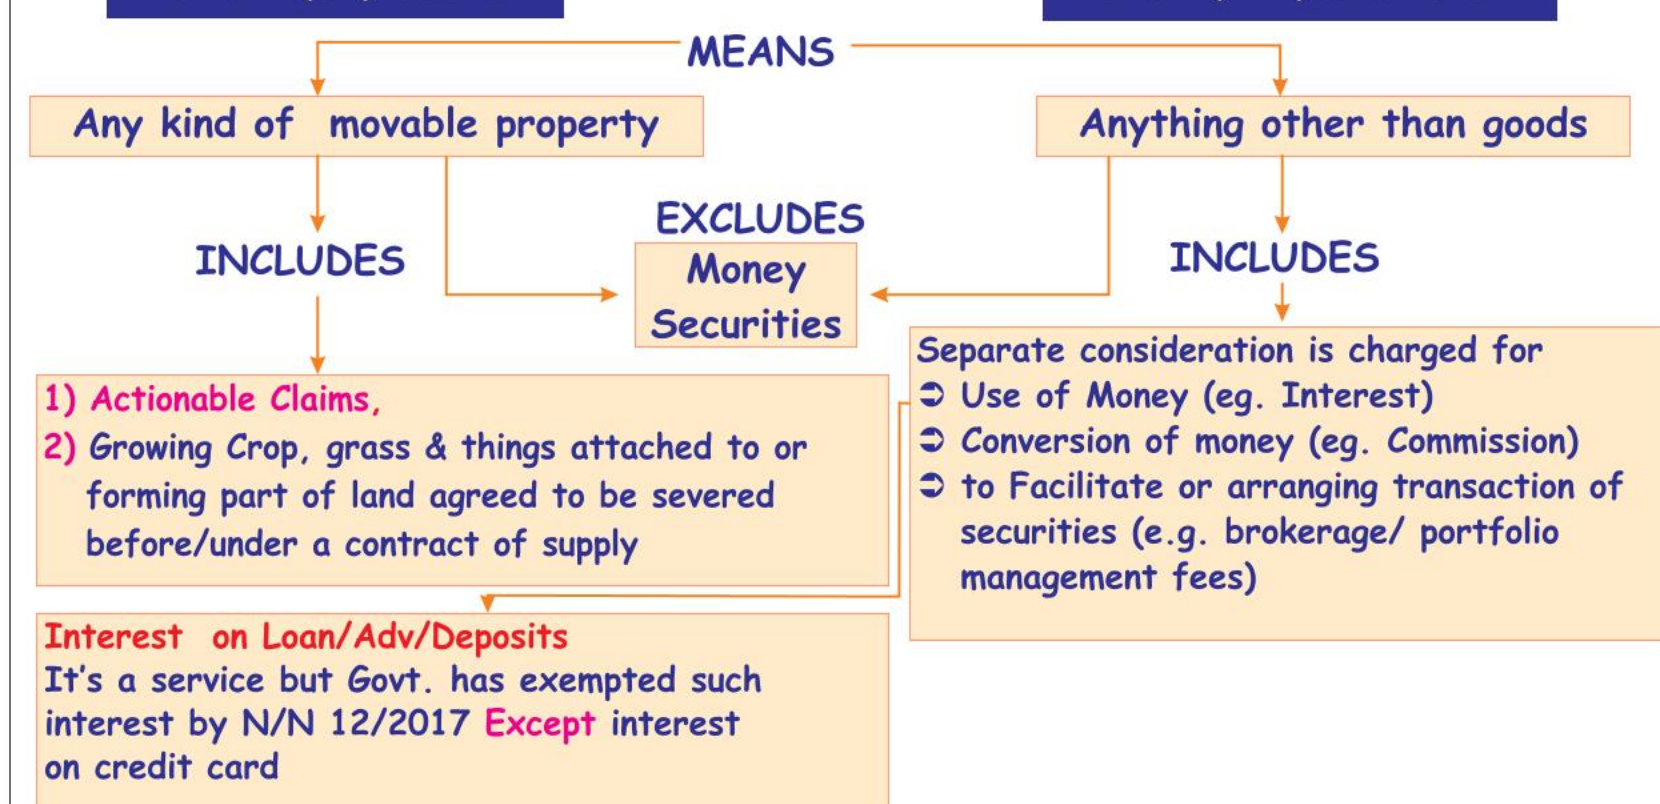 MEANS
Any kind of movable property
Anything other than goods
EXCLUDES
Money
Securities
INCLUDES
INCLUDES
1) Actionable Claims,
2) Growing Crop, grass & things attached to or
forming part of land agreed to be severed
before/under a contract of supply
Separate consideration is charged for
➲ Use of Money (eg. Interest)
➲ Conversion of money (eg. Commission)
➲ to Facilitate or arranging transaction of
securities (e.g. brokerage/ portfolio
management fees)
Interest on Loan/Adv/Deposits
It's a service but Govt. has exempted such
interest by N/N 12/2017 Except interest
on credit card